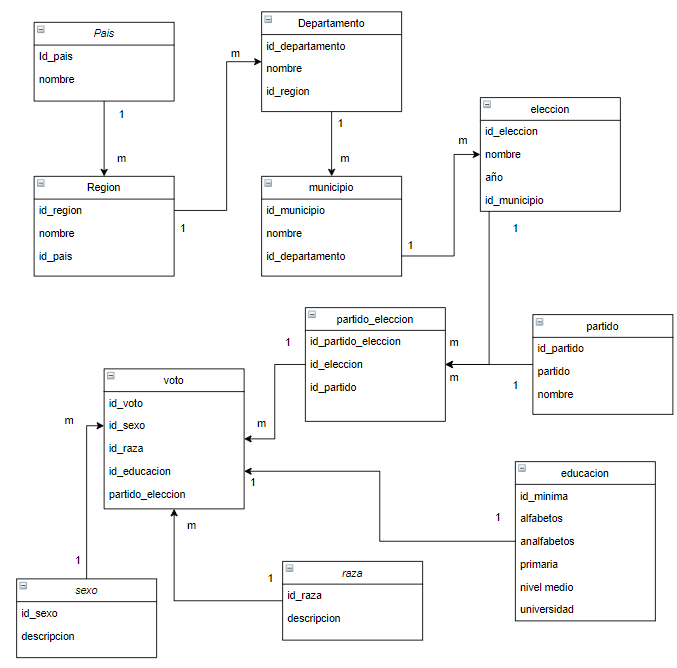 Pais
Id_pais
nombre
1
m
Region
id_region
nombre
id_pais
1
m
Departamento
id_departamento
nombre
id_region
1
m
municipio
id_municipio
nombre
id_departamento
1
m
eleccion
id_eleccion
nombre
año
id_municipio
1
partido_eleccion
id_partido_eleccion
id_eleccion
id_partido
m
m
1
partido
id_partido
partido
nombre
1
m
voto
id_voto
id_sexo
id_raza
id_educacion
partido_eleccion
m
1
m
1
educacion
id_minima
alfabetos
analfabetos
primaria
nivel medio
universidad
1
sexo
id_sexo
descripcion
1
raza
id_raza
descripcion